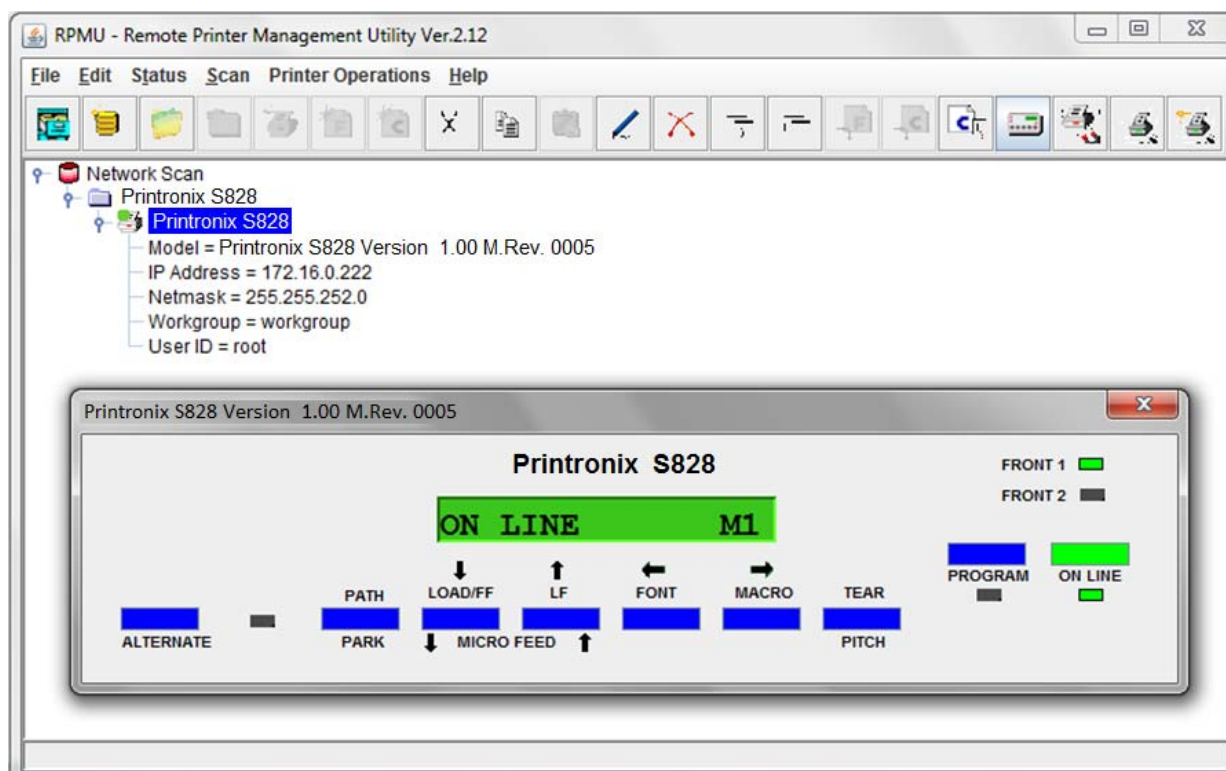 RPMU - Remote Printer Management Utility Ver.2.12
File Edit Status Scan Printer Operations Help
Network Scan
Printronix S828
Printronix S828
Model = Printronix S828 Version 1.00 M.Rev. 0005
IP Address = 172.16.0.222
Netmask = 255.255.252.0
Workgroup = workgroup
User ID = root
Printronix S828 Version 1.00 M.Rev. 0005
Printronix S828
FRONT 1
FRONT 2
ON LINE M1
PATH LOAD/FF LF FONT MACRO TEAR PROGRAM ON LINE
ALTERNATE PARK MICRO FEED PITCH